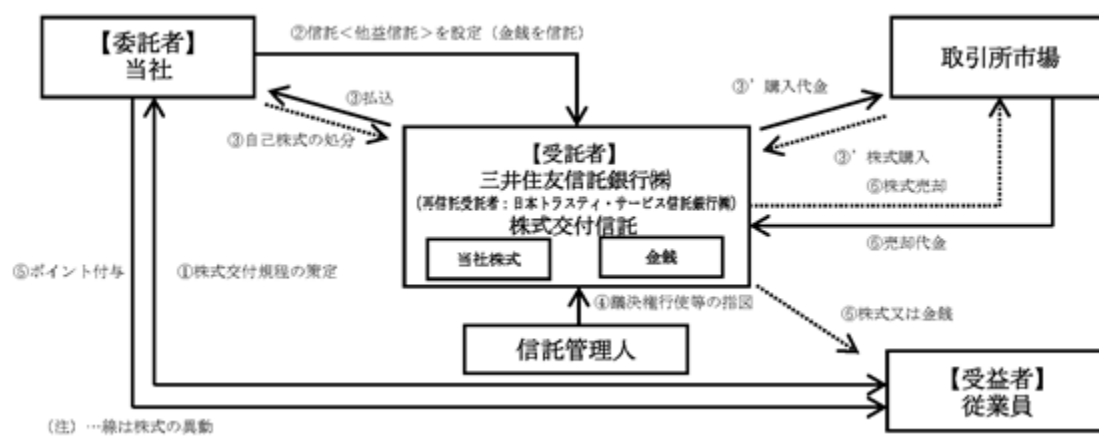 ②信託<他益信託>を設定(金銭を信託)
【委託者】
当社
取引所市場
③払込
③’購入代金
③自己株式の処分
【受託者】
三井住友信託銀行㈱
(再信託受託者:日本トラスティ・サービス信託銀行㈱)
株式交付信託
③’株式購入
⑥株式売却
当社株式
金銭
⑥売却代金
⑤ポイント付与
①株式交付規程の策定
④議決権行使等の指図
⑥株式又は金銭
信託管理人
【受益者】
従業員
(注)…線は株式の異動